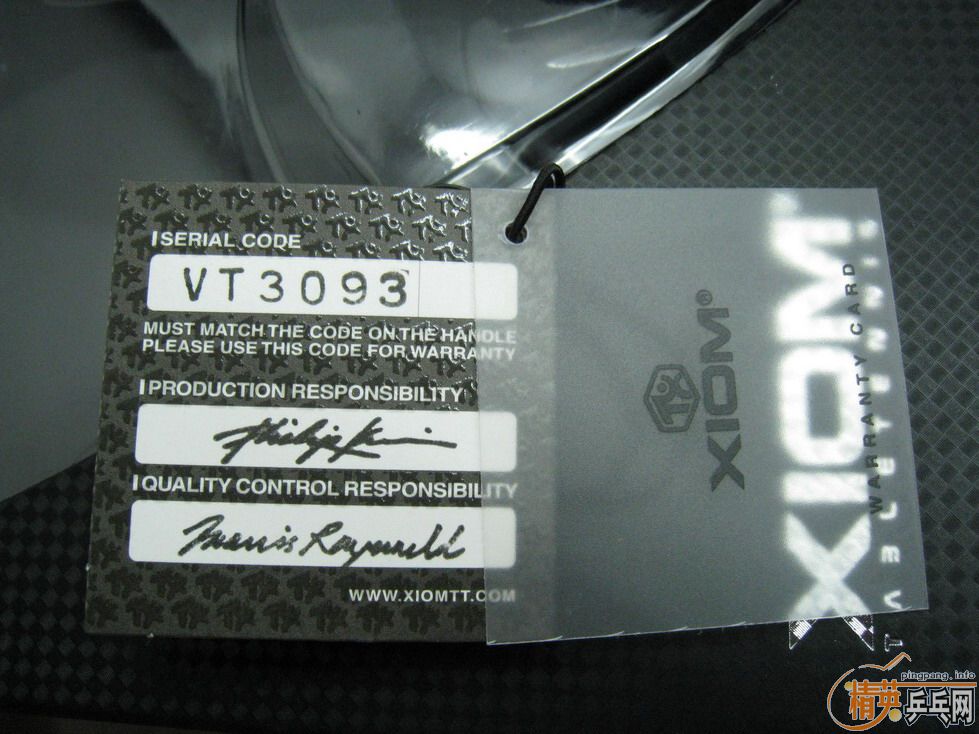 SERIAL CODE
VT3093
MUST MATCH THE CODE ON THE HANDLE
PLEASE USE THIS CODE FOR WARRANTY
PRODUCTION RESPONSIBILITY
QUALITY CONTROL RESPONSIBILITY
WWW.XIOMTT.COM
XIOM®
WARRANTY CARD
XIOM
pingpang.info
精英乒乓网